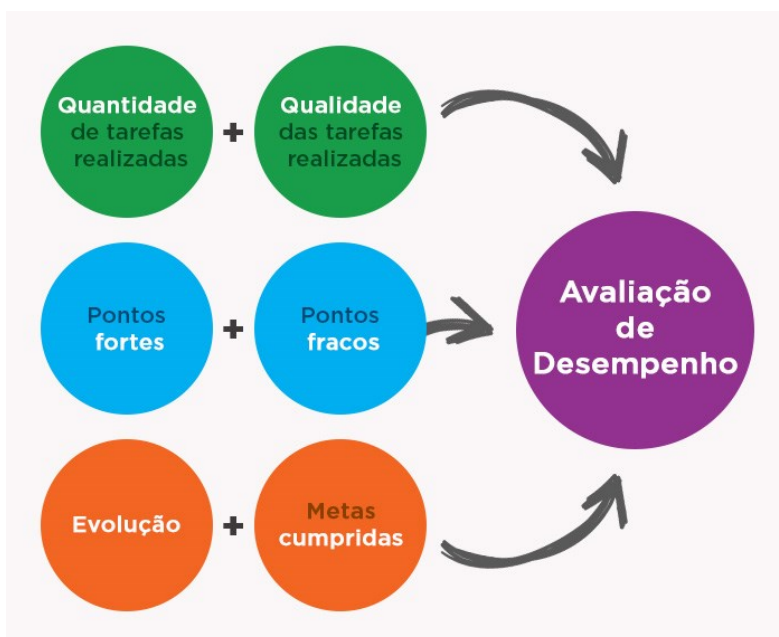 Quantidade
de tarefas
realizadas
+
Qualidade
das tarefas
realizadas
Pontos
fortes
+
Pontos
fracos
Evolução
+
Metas
cumpridas
Avaliação
de
Desempenho